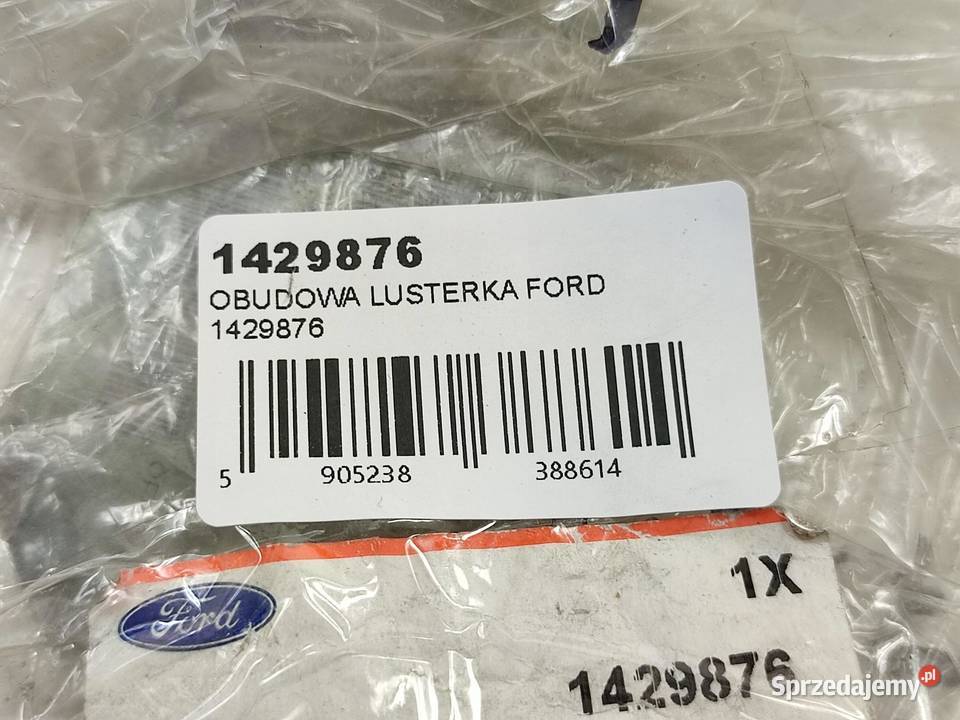 1429876
OBUDOWA LUSTERKA FORD
1429876
5 905238 388614
Ford
1X
1429876
Sprzedajemy.pl